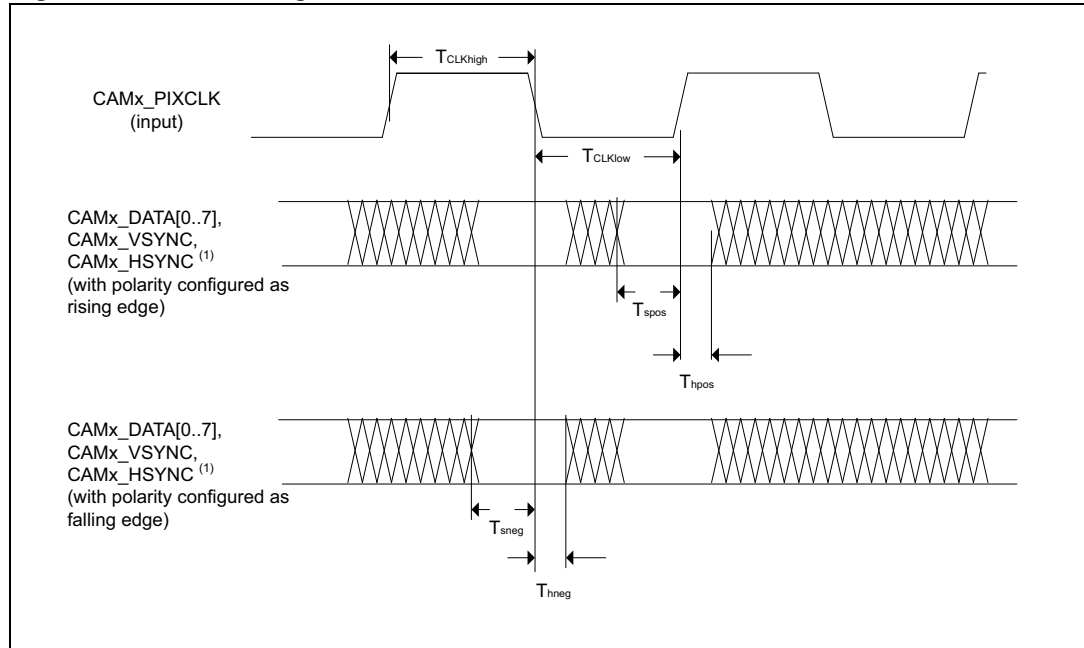 TCLKhigh
CAMx_PIXCLK
(input)
TCLKlow
CAMx_DATA[0..7],
CAMx_VSYNC,
CAMx_HSYNC (1)
(with polarity configured as
rising edge)
Tspos
Thpos
CAMx_DATA[0..7],
CAMx_VSYNC,
CAMx_HSYNC (1)
(with polarity configured as
falling edge)
Tsneg
Thneg